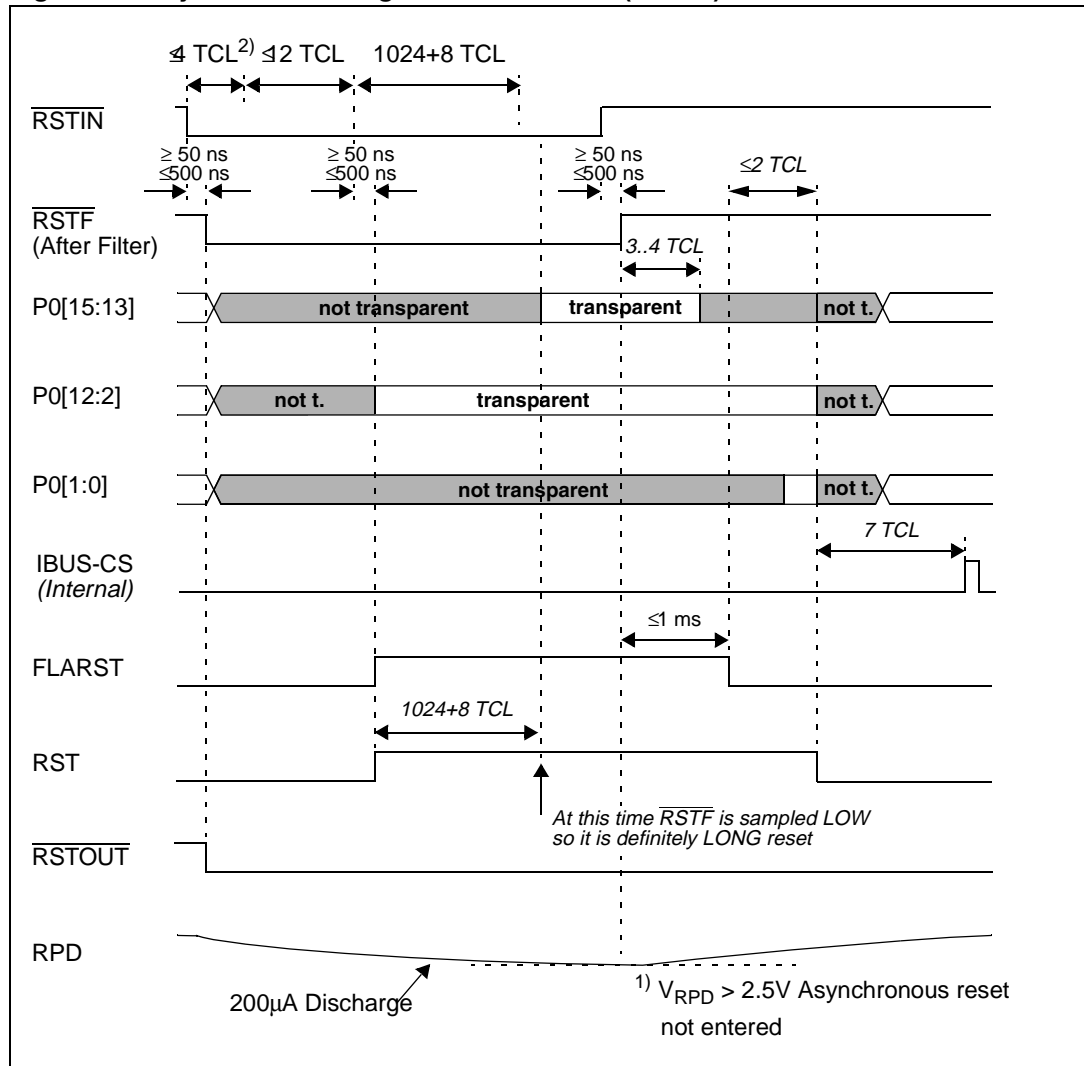 ≤4 TCL2) ≤12 TCL 1024+8 TCL
RSTIN
≥ 50 ns ≥ 50 ns ≥ 50 ns
≤500 ns ≤500 ns ≤500 ns
≤2 TCL
RSTF
(After Filter)
3..4 TCL
P0[15:13] not transparent transparent not t.
P0[12:2] not t. transparent not t.
P0[1:0] not transparent not t.
7 TCL
IBUS-CS
(Internal)
≤1 ms
FLARST
1024+8 TCL
RST
At this time RSTF is sampled LOW
so it is definitely LONG reset
RSTOUT
RPD
200μA Discharge
1) VRPD > 2.5V Asynchronous reset
not entered